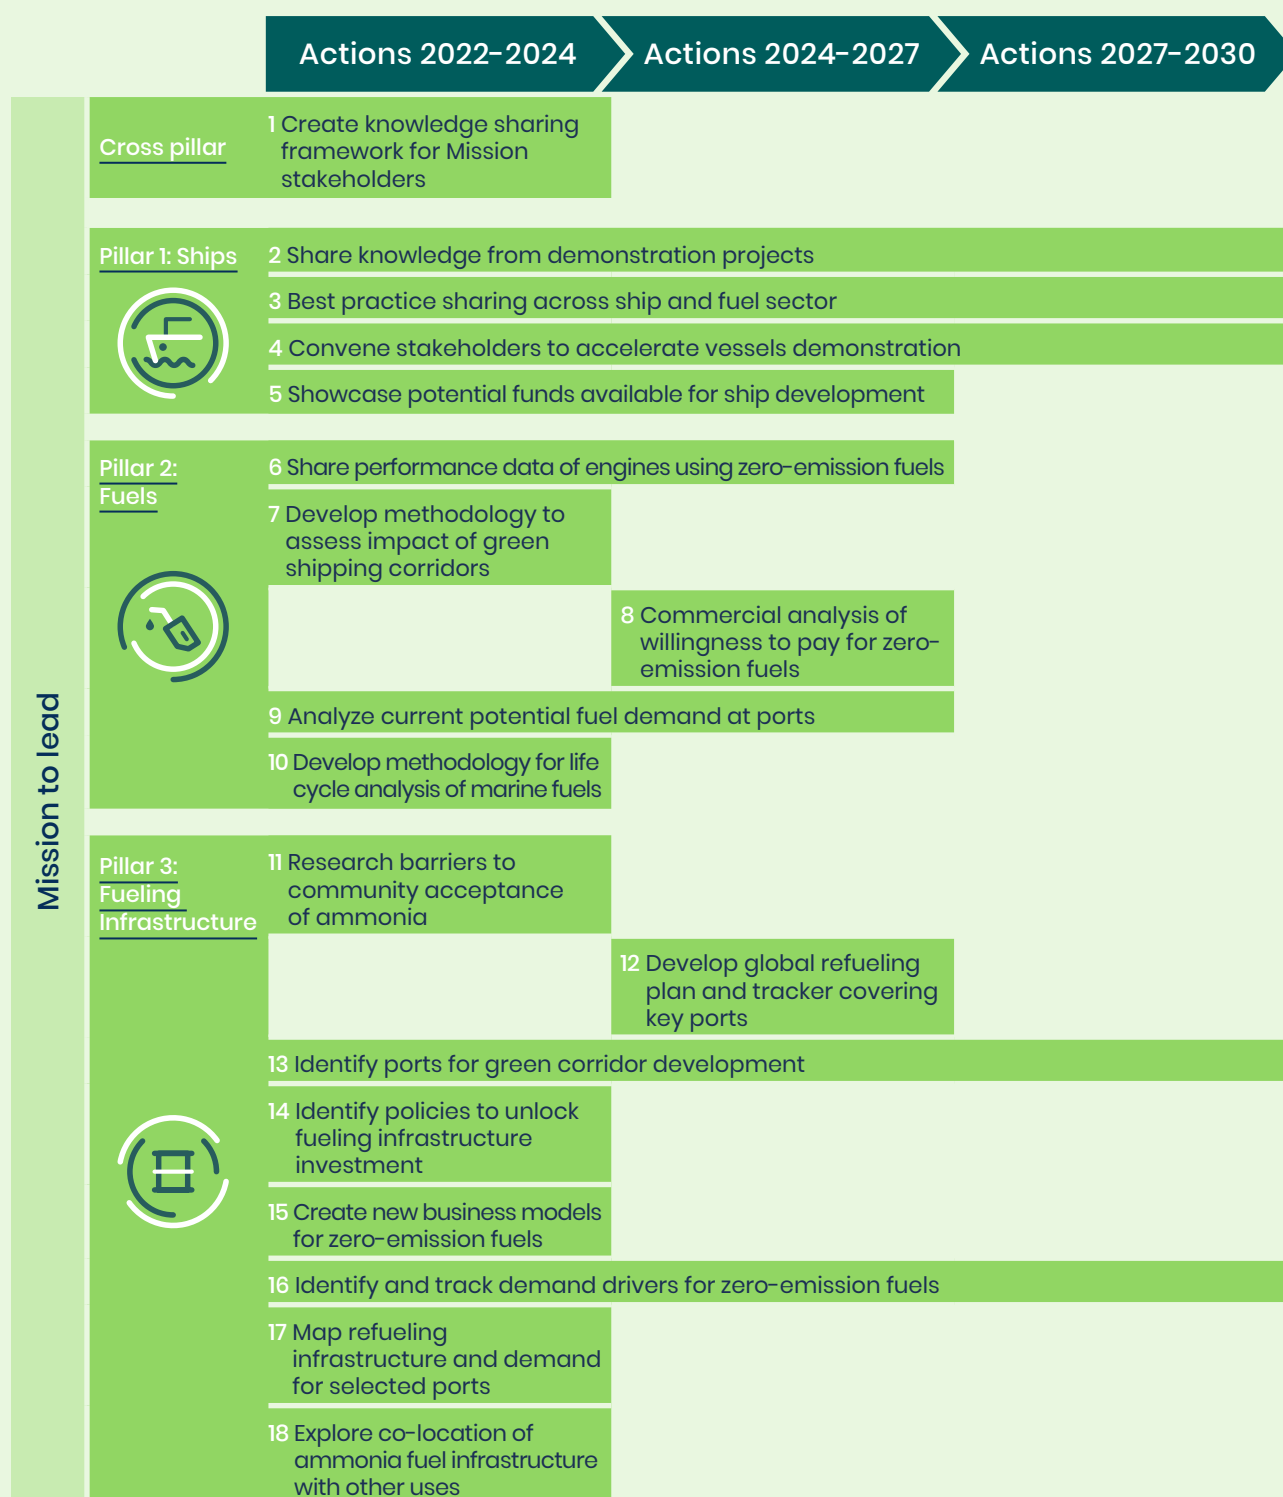 Actions 2022-2024
Actions 2024-2027
Actions 2027-2030
Mission to lead
Cross pillar
1 Create knowledge sharing
framework for Mission
stakeholders
Pillar 1: Ships
2 Share knowledge from demonstration projects
3 Best practice sharing across ship and fuel sector
4 Convene stakeholders to accelerate vessels demonstration
5 Showcase potential funds available for ship development
Pillar 2:
Fuels
6 Share performance data of engines using zero-emission fuels
7 Develop methodology to
assess impact of green
shipping corridors
8 Commercial analysis of
willingness to pay for zero-
emission fuels
9 Analyze current potential fuel demand at ports
10 Develop methodology for life
cycle analysis of marine fuels
Pillar 3:
Fueling
Infrastructure
11 Research barriers to
community acceptance
of ammonia
12 Develop global refueling
plan and tracker covering
key ports
13 Identify ports for green corridor development
14 Identify policies to unlock
fueling infrastructure
investment
15 Create new business models
for zero-emission fuels
16 Identify and track demand drivers for zero-emission fuels
17 Map refueling
infrastructure and demand
for selected ports
18 Explore co-location of
ammonia fuel infrastructure
with other uses